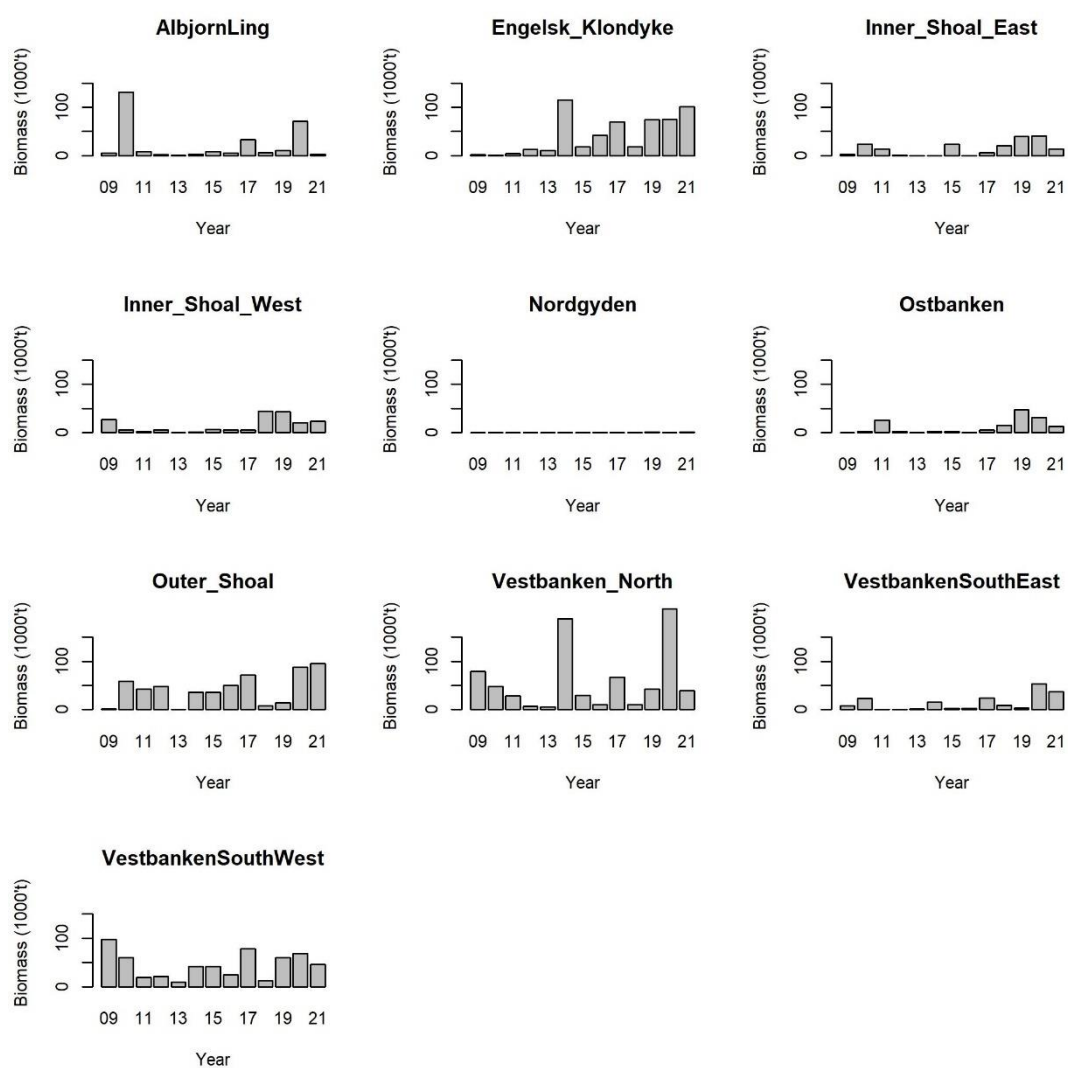 AlbjornLing
Biomass (1000't)
100
0
09 11 13 15 17 19 21
Year
Engelsk_Klondyke
Biomass (1000't)
100
0
09 11 13 15 17 19 21
Year
Inner_Shoal_East
Biomass (1000't)
100
0
09 11 13 15 17 19 21
Year
Inner_Shoal_West
Biomass (1000't)
100
0
09 11 13 15 17 19 21
Year
Nordgyden
Biomass (1000't)
100
0
09 11 13 15 17 19 21
Year
Ostbanken
Biomass (1000't)
100
0
09 11 13 15 17 19 21
Year
Outer_Shoal
Biomass (1000't)
100
0
09 11 13 15 17 19 21
Year
Vestbanken_North
Biomass (1000't)
100
0
09 11 13 15 17 19 21
Year
VestbankenSouthEast
Biomass (1000't)
100
0
09 11 13 15 17 19 21
Year
VestbankenSouthWest
Biomass (1000't)
100
0
09 11 13 15 17 19 21
Year